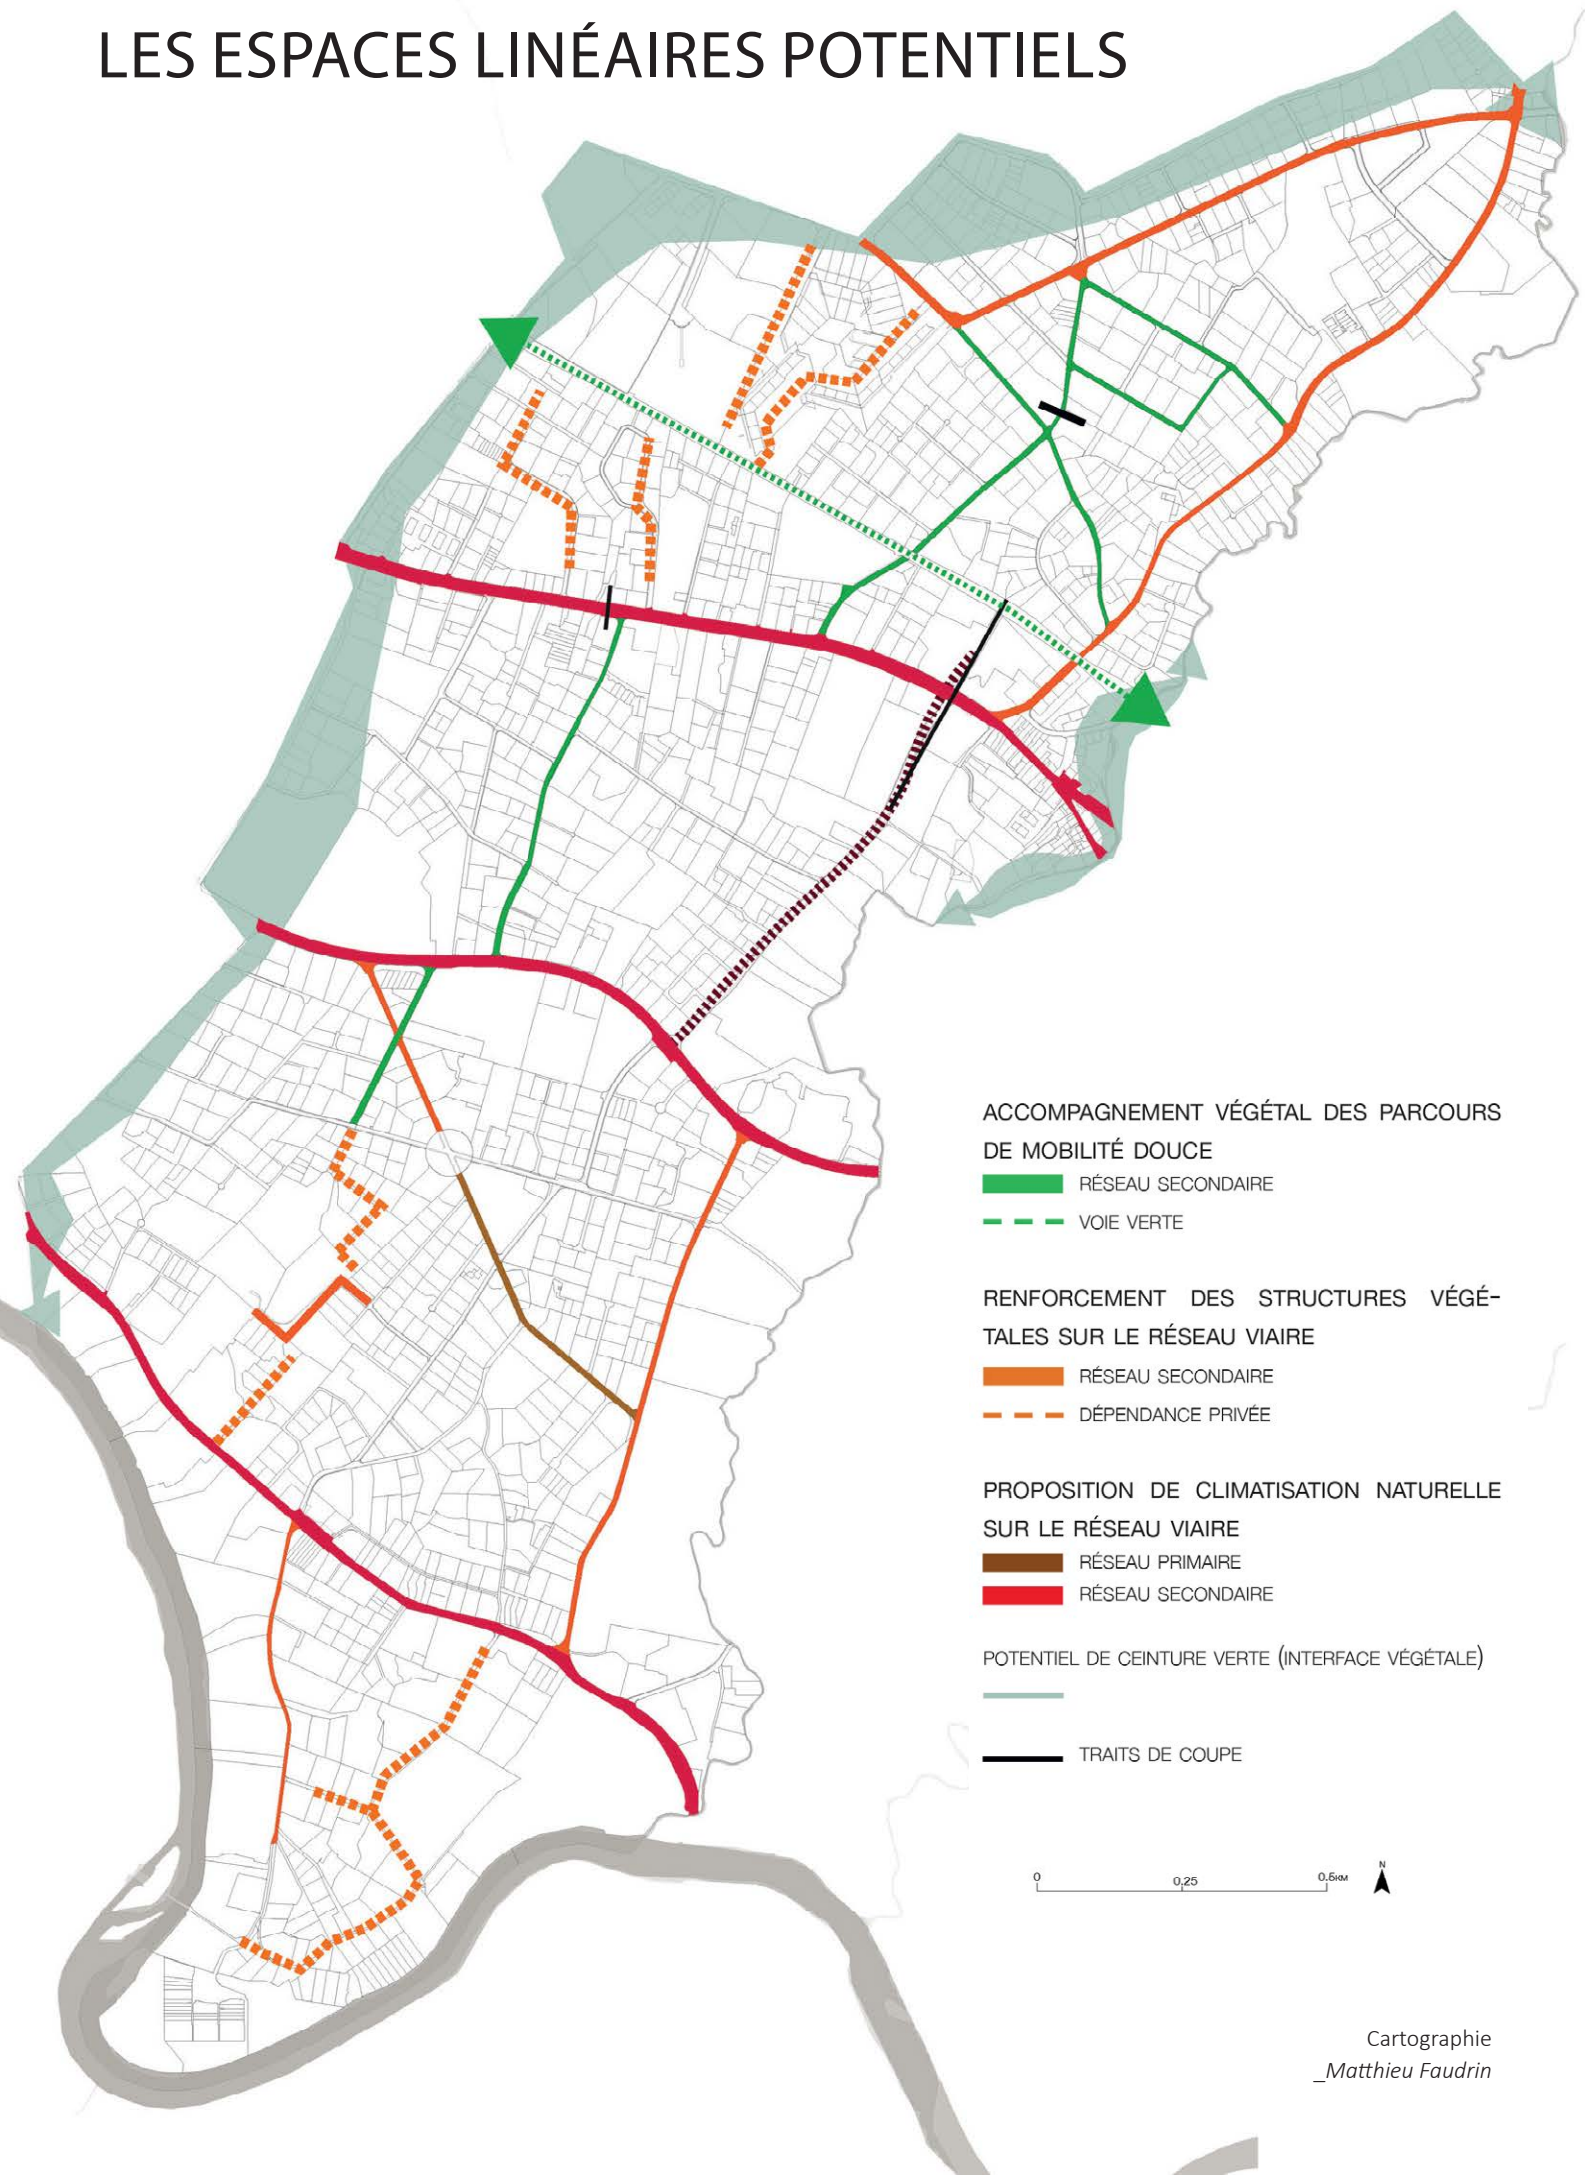 LES ESPACES LINÉAIRES POTENTIELS
ACCOMPAGNEMENT VÉGÉTAL DES PARCOURS
DE MOBILITÉ DOUCE
RÉSEAU SECONDAIRE
VOIE VERTE
RENFORCEMENT DES STRUCTURES VÉGÉ-
TALES SUR LE RÉSEAU VIAIRE
RÉSEAU SECONDAIRE
DÉPENDANCE PRIVÉE
PROPOSITION DE CLIMATISATION NATURELLE
SUR LE RÉSEAU VIAIRE
RÉSEAU PRIMAIRE
RÉSEAU SECONDAIRE
POTENTIEL DE CEINTURE VERTE (INTERFACE VÉGÉTALE)
TRAITS DE COUPE
0 0,25 0.5KM N
Cartographie
_Matthieu Faudrin